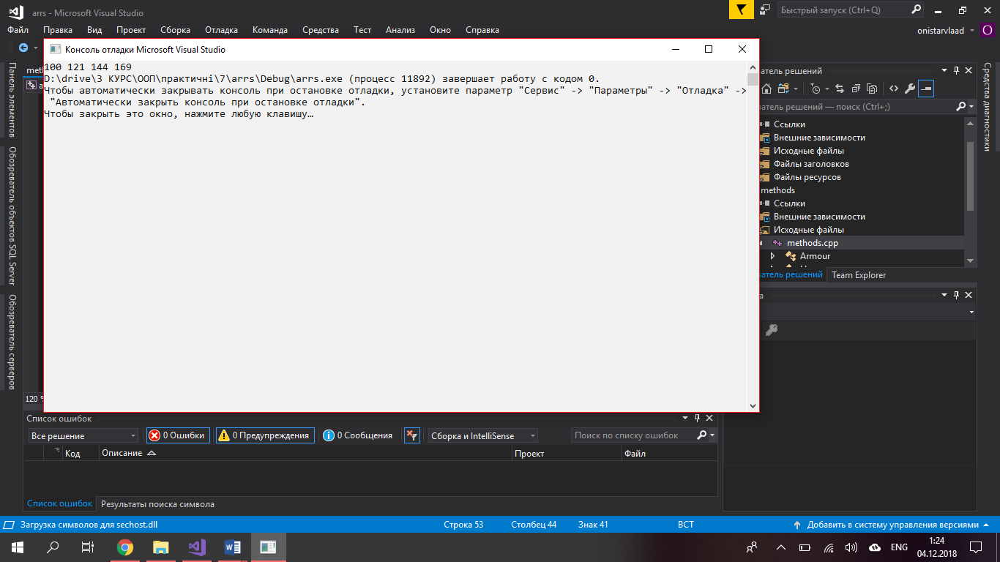 arrs - Microsoft Visual Studio
Быстрый запуск (Ctrl+Q)
Файл Правка Вид Проект Сборка Отладка Команда Средства Тест Анализ Окно Справка
onistarvlaad O
Консоль отладки Microsoft Visual Studio
100 121 144 169
D:\drive\3 КУРС\ООП\практичні\7\arrs\Debug\arrs.exe (процесс 11892) завершает работу с кодом 0.
Чтобы автоматически закрывать консоль при остановке отладки, установите параметр "Сервис" -> "Параметры" -> "Отладка" ->
"Автоматически закрыть консоль при остановке отладки".
Чтобы закрыть это окно, нажмите любую клавишу…
Панель элементов
Обозреватель объектов SQL Server
Обозреватель серверов
120 %
ватель решений
ватель решений — поиск (Ctrl+;)
Ссылки
Внешние зависимости
Исходные файлы
Файлы заголовков
Файлы ресурсов
methods
Ссылки
Внешние зависимости
Исходные файлы
methods.cpp
Armour
ватель решений Team Explorer
Средства диагностики
Список ошибок
Все решение 0 Ошибки 0 Предупреждения 0 Сообщения Сборка и IntelliSense Поиск по списку ошибок
Код Описание Проект Файл
Список ошибок Результаты поиска символа
Загрузка символов для sechost.dll Строка 53 Столбец 44 Знак 41 ВСТ Добавить в систему управления версиями
ENG
1:24
04.12.2018